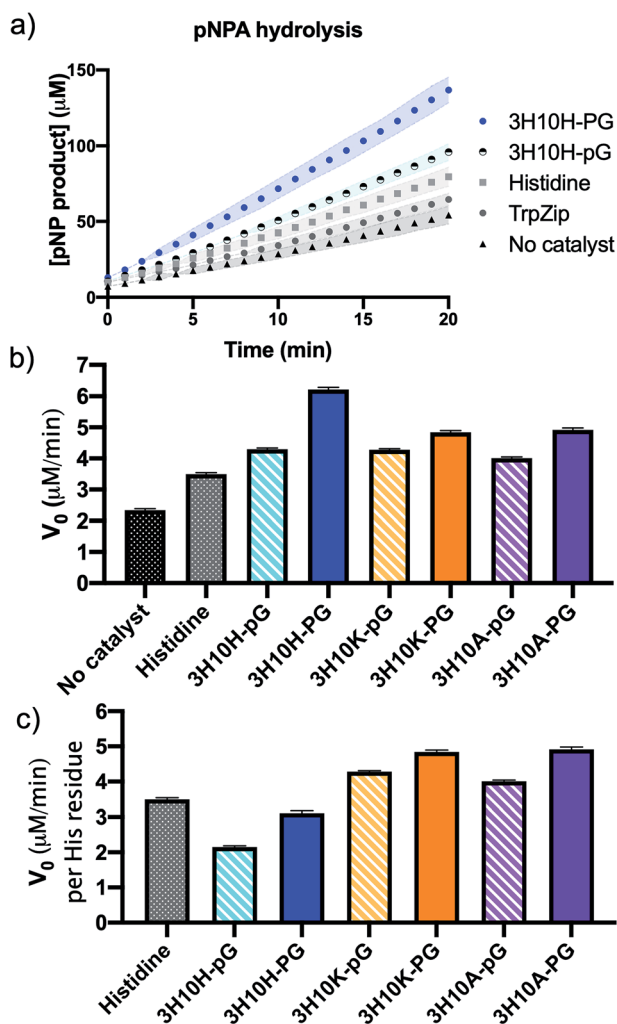 a)
pNPA hydrolysis
[pNP product] (μM)
150
100
50
0
0 5 10 15 20
Time (min)
3H10H-PG
3H10H-pG
Histidine
TrpZip
No catalyst
b)
V0 (μM/min)
7
6
5
4
3
2
1
0
No catalyst
Histidine
3H10H-pG
3H10H-PG
3H10K-pG
3H10K-PG
3H10A-pG
3H10A-PG
c)
V0 (μM/min)
per His residue
6
5
4
3
2
1
0
Histidine
3H10H-pG
3H10H-PG
3H10K-pG
3H10K-PG
3H10A-pG
3H10A-PG